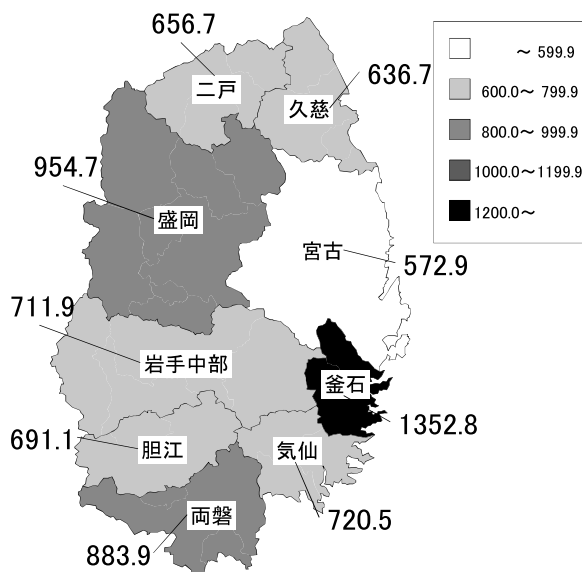 656.7
二戸
久慈
636.7
954.7
盛岡
宮古
572.9
711.9
岩手中部
釜石
1352.8
691.1
胆江
気仙
720.5
両磐
883.9
～ 599.9
600.0～ 799.9
800.0～ 999.9
1000.0～1199.9
1200.0～